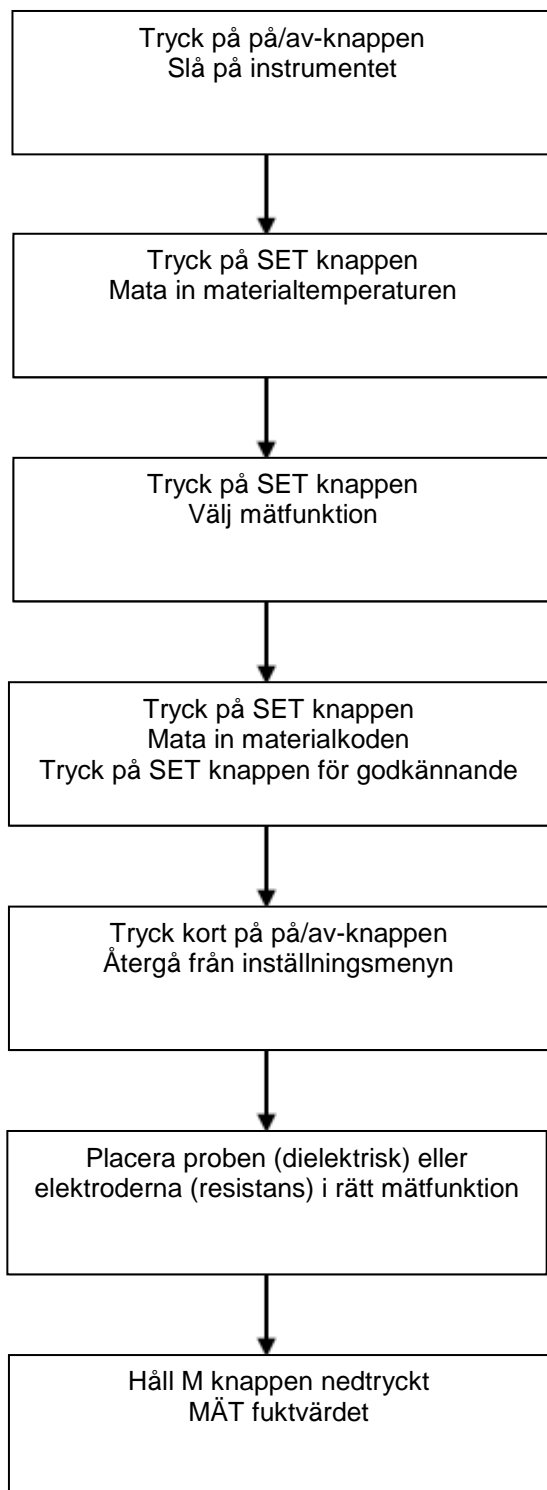 Tryck på på/av-knappen
Slå på instrumentet
Tryck på SET knappen
Mata in materialtemperaturen
Tryck på SET knappen
Välj mätfunktion
Tryck på SET knappen
Mata in materialkoden
Tryck på SET knappen för godkännande
Tryck kort på på/av-knappen
Återgå från inställningsmenyn
Placera proben (dielektrisk) eller
elektroderna (resistans) i rätt mätfunktion
Håll M knappen nedtryckt
MÄT fuktvärdet